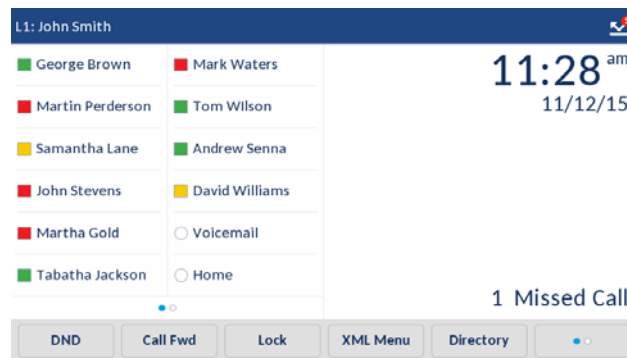 L1: John Smith
George Brown
Mark Waters
Martin Perderson
Tom WIlson
Samantha Lane
Andrew Senna
John Stevens
David Williams
Martha Gold
Voicemail
Tabatha Jackson
Home
11:28 am
11/12/15
1 Missed Call
DND
Call Fwd
Lock
XML Menu
Directory